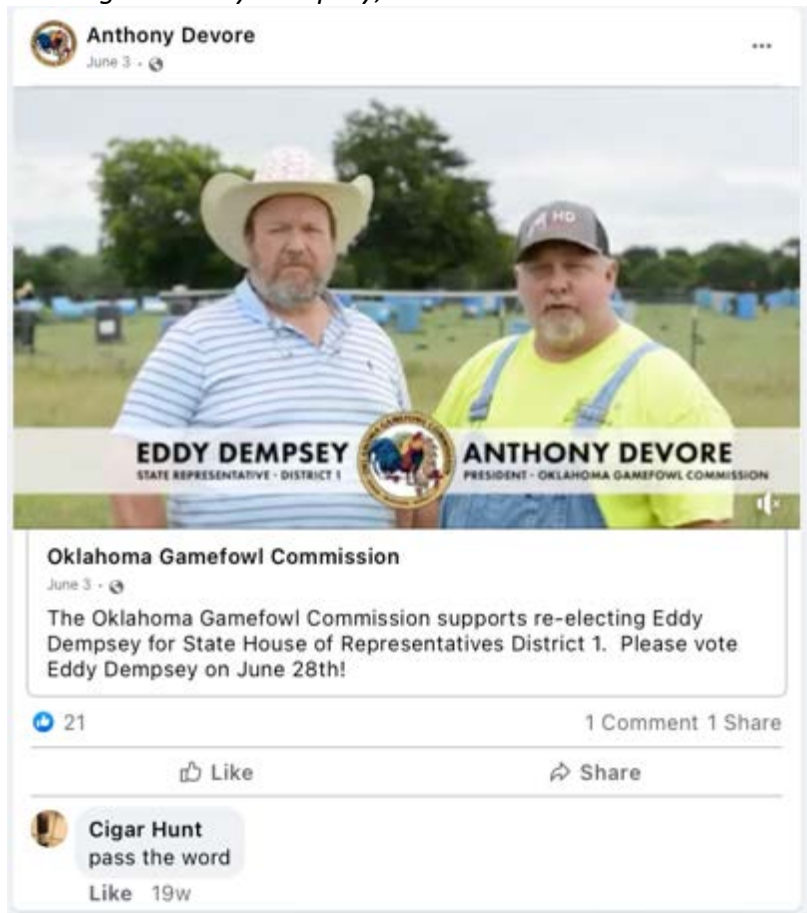 Anthony Devore
June 3
HD
EDDY DEMPSEY
STATE REPRESENTATIVE - DISTRICT 1
ANTHONY DEVORE
PRESIDENT - OKLAHOMA GAMEFOWL COMMISSION
Oklahoma Gamefowl Commission
June 3
The Oklahoma Gamefowl Commission supports re-electing Eddy
Dempsey for State House of Representatives District 1. Please vote
Eddy Dempsey on June 28th!
21
1 Comment 1 Share
Like
Share
Cigar Hunt
pass the word
Like 19w